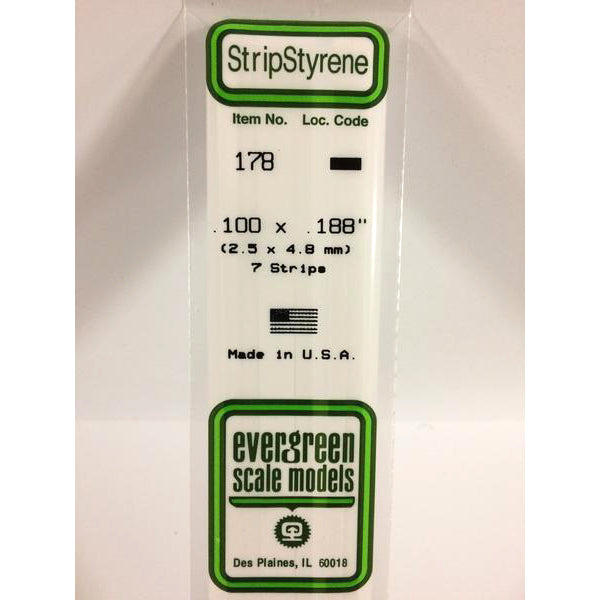 StripStyrene
Item No. Loc. Code
178
.100 x .188"
(2.5 x 4.8 mm)
7 Strips
Made in U.S.A.
evergreen
scale models
Des Plaines, IL 60018